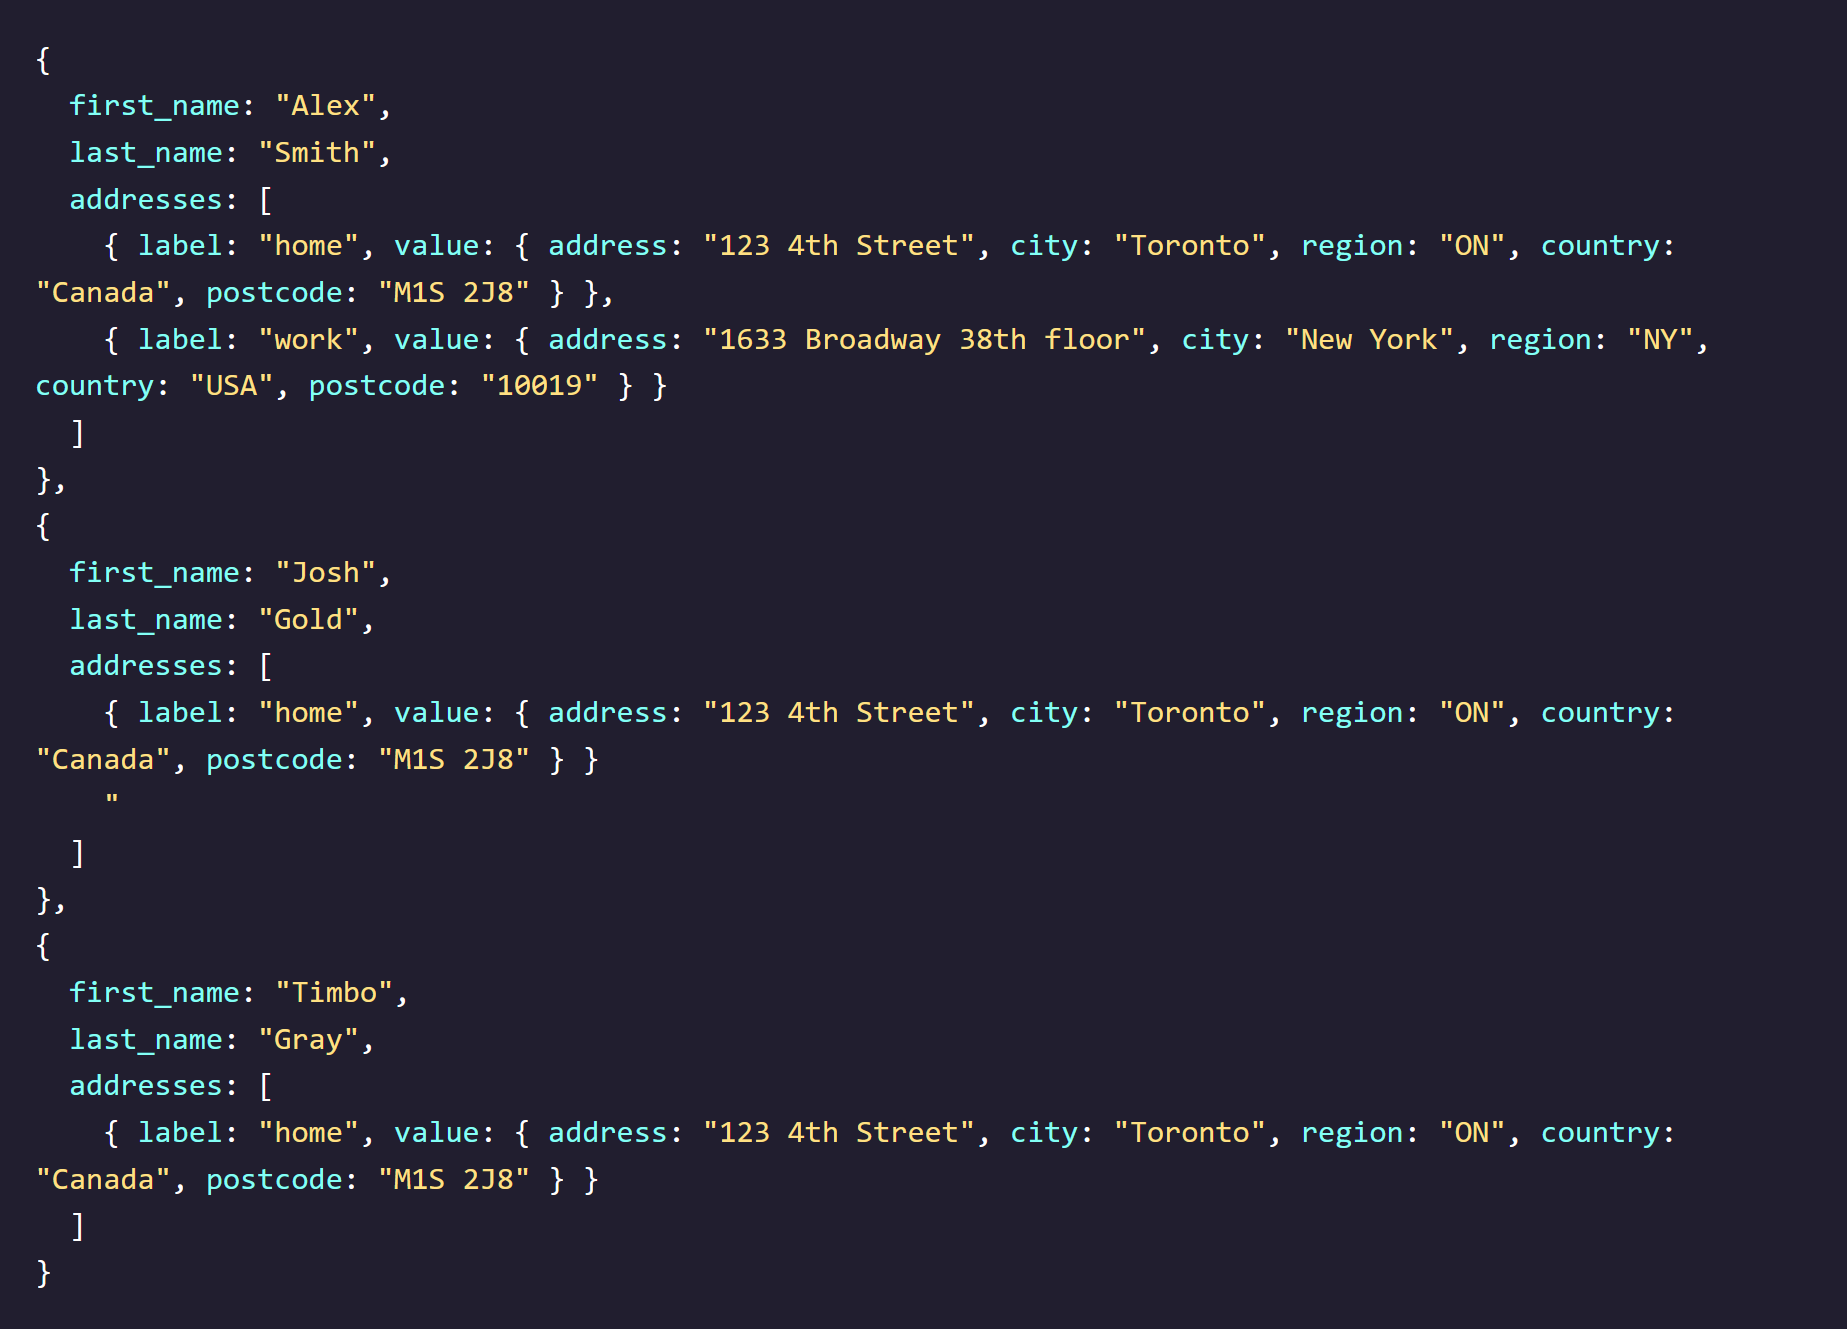 {
  first_name: "Alex",
  last_name: "Smith",
  addresses: [
    { label: "home", value: { address: "123 4th Street", city: "Toronto", region: "ON", country:
"Canada", postcode: "M1S 2J8" } },
    { label: "work", value: { address: "1633 Broadway 38th floor", city: "New York", region: "NY",
country: "USA", postcode: "10019" } }
  ]
},
{
  first_name: "Josh",
  last_name: "Gold",
  addresses: [
    { label: "home", value: { address: "123 4th Street", city: "Toronto", region: "ON", country:
"Canada", postcode: "M1S 2J8" } }
    "
  ]
},
{
  first_name: "Timbo",
  last_name: "Gray",
  addresses: [
    { label: "home", value: { address: "123 4th Street", city: "Toronto", region: "ON", country:
"Canada", postcode: "M1S 2J8" } }
  ]
}